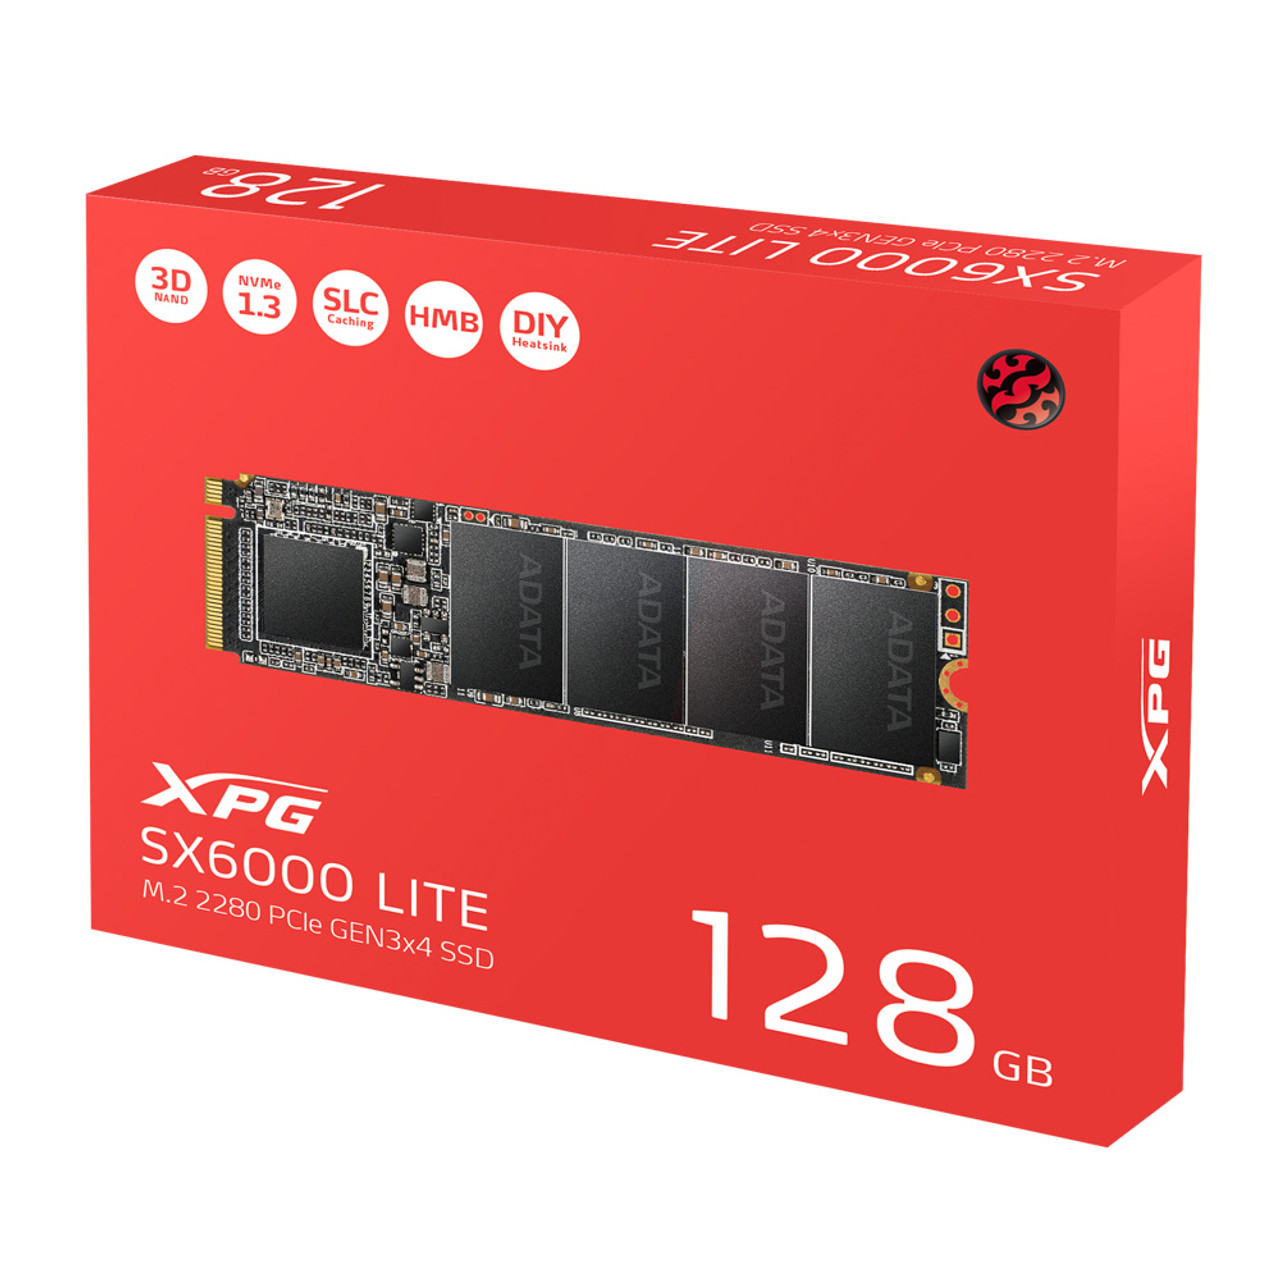 128
GB
SX6000 LITE
M.2 2280 PCIe GEN3x4 SSD
3D
NAND
NVMe
1.3
SLC
Caching
HMB
DIY
Heatsink
ADATA
ADATA
ADATA
ADATA
XPG
SX6000 LITE
M.2 2280 PCIe GEN3x4 SSD
128
GB
XPG